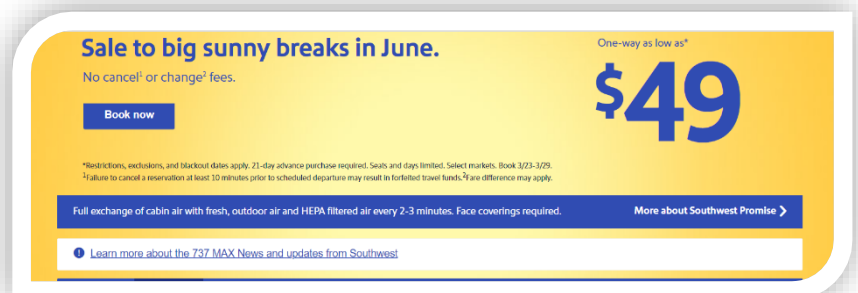 Sale to big sunny breaks in June.
One-way as low as*
No cancel¹ or change² fees.
$49
Book now
*Restrictions, exclusions, and blackout dates apply. 21-day advance purchase required. Seats and days limited. Select markets. Book 3/23-3/29.
¹Failure to cancel a reservation at least 10 minutes prior to scheduled departure may result in forfeited travel funds.²Fare difference may apply.
Full exchange of cabin air with fresh, outdoor air and HEPA filtered air every 2-3 minutes. Face coverings required.
More about Southwest Promise ❯
Learn more about the 737 MAX News and updates from Southwest